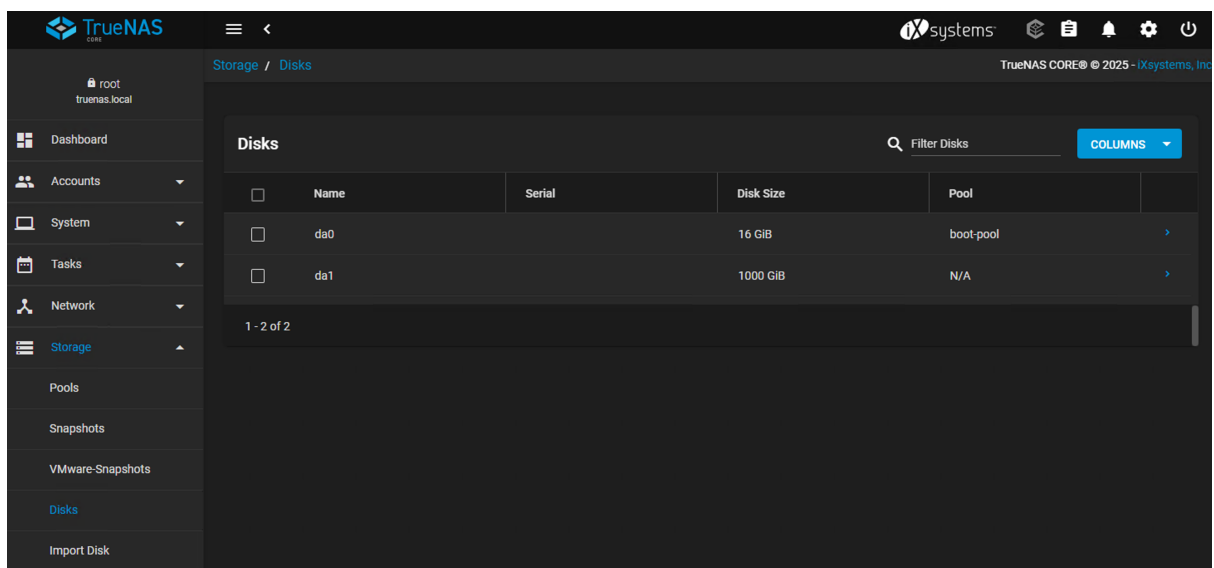 TrueNAS
CORE
iXsystems
Storage / Disks
TrueNAS CORE® © 2025 - iXsystems, Inc
root
truenas.local
Dashboard
Accounts
System
Tasks
Network
Storage
Pools
Snapshots
VMware-Snapshots
Disks
Import Disk
Disks
Filter Disks
COLUMNS
Name Serial Disk Size Pool
da0 16 GiB boot-pool
da1 1000 GiB N/A
1 - 2 of 2